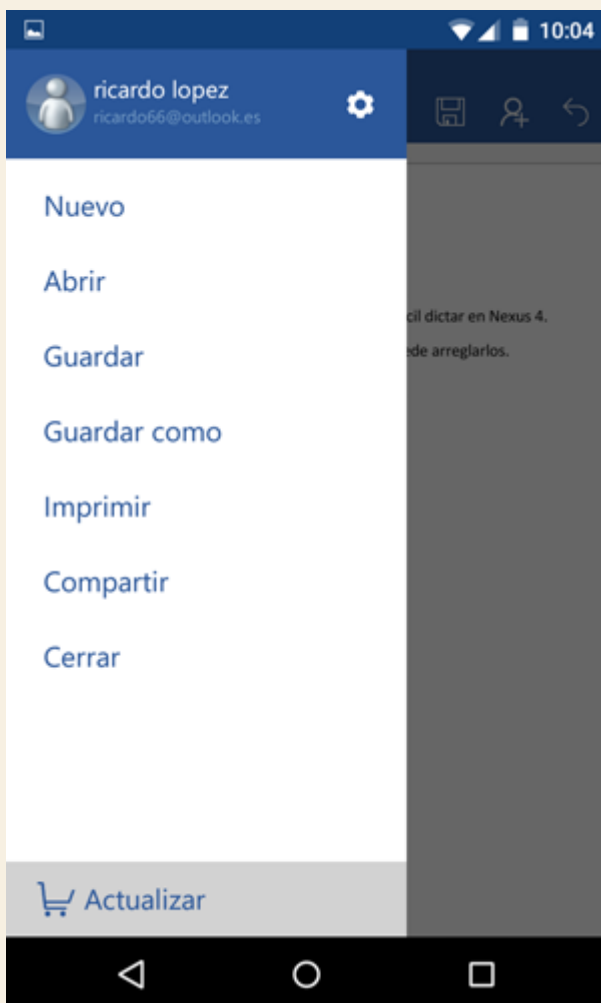 10:04
ricardo lopez
ricardo66@outlook.es
Nuevo
Abrir
cil dictar en Nexus 4.
Guardar
ede arreglarlos.
Guardar como
Imprimir
Compartir
Cerrar
Actualizar